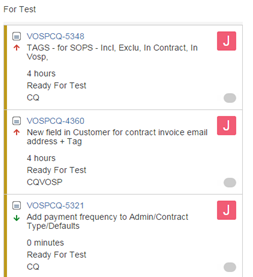 For Test
VOSPCQ-5348
J
TAGS - for SOPS - Incl, Exclu, In Contract, In
Vosp,
4 hours
Ready For Test
CQ
VOSPCQ-4360
J
New field in Customer for contract invoice email
address + Tag
4 hours
Ready For Test
CQVOSP
VOSPCQ-5321
J
Add payment frequency to Admin/Contract
Type/Defaults
0 minutes
Ready For Test
CQ